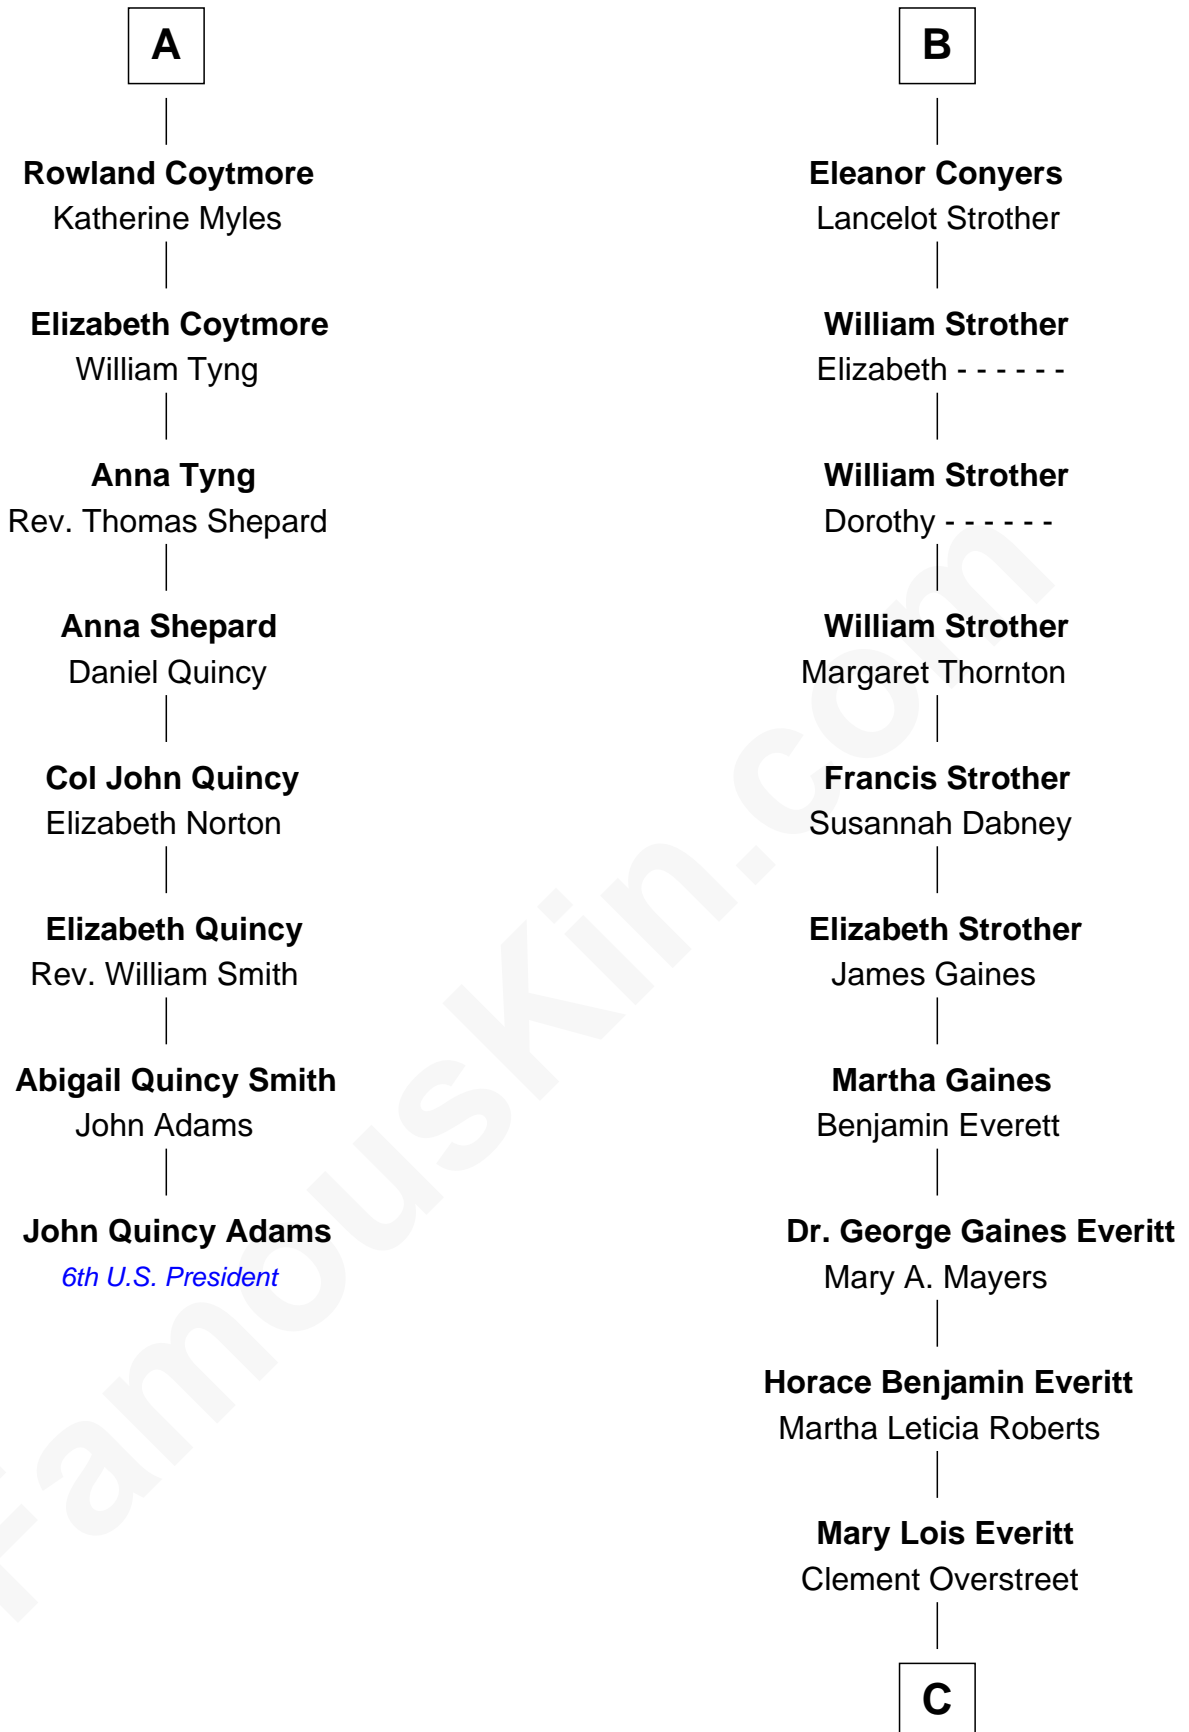 A
Rowland Coytmore
Katherine Myles
Elizabeth Coytmore
William Tyng
Anna Tyng
Rev. Thomas Shepard
Anna Shepard
Daniel Quincy
Col John Quincy
Elizabeth Norton
Elizabeth Quincy
Rev. William Smith
Abigail Quincy Smith
John Adams
John Quincy Adams
6th U.S. President
B
Eleanor Conyers
Lancelot Strother
William Strother
Elizabeth - - - - - -
William Strother
Dorothy - - - - - -
William Strother
Margaret Thornton
Francis Strother
Susannah Dabney
Elizabeth Strother
James Gaines
Martha Gaines
Benjamin Everett
Dr. George Gaines Everitt
Mary A. Mayers
Horace Benjamin Everitt
Martha Leticia Roberts
Mary Lois Everitt
Clement Overstreet
C
FamousKin.com